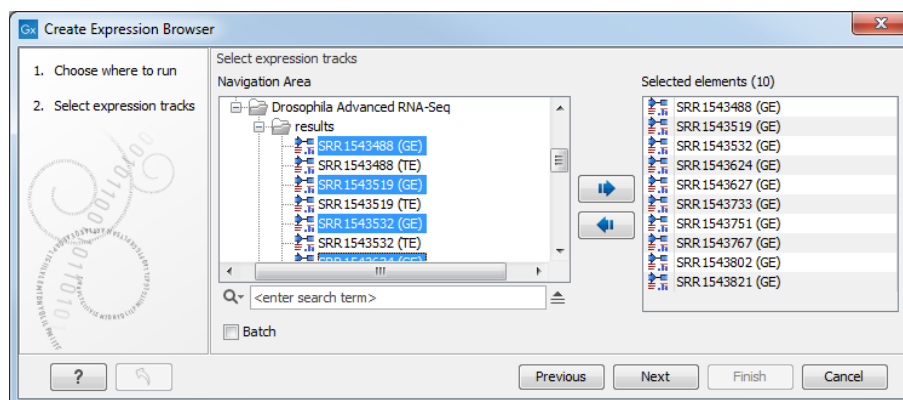 Gx Create Expression Browser
1. Choose where to run
2. Select expression tracks
Select expression tracks
Navigation Area
Drosophila Advanced RNA-Seq
results
SRR1543488 (GE)
SRR1543488 (TE)
SRR1543519 (GE)
SRR1543519 (TE)
SRR1543532 (GE)
SRR1543532 (TE)
SRR1543624 (GE)
<enter search term>
Batch
Selected elements (10)
SRR1543488 (GE)
SRR1543519 (GE)
SRR1543532 (GE)
SRR1543624 (GE)
SRR1543627 (GE)
SRR1543733 (GE)
SRR1543751 (GE)
SRR1543767 (GE)
SRR1543802 (GE)
SRR1543821 (GE)
? Previous Next Finish Cancel